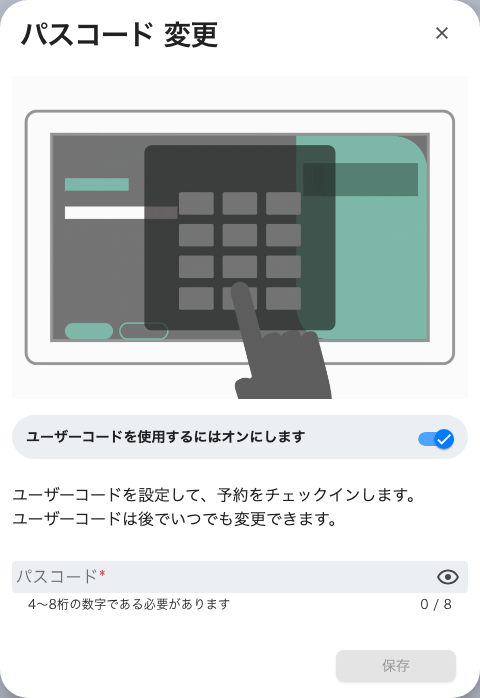 パスコード 変更
ユーザーコードを使用するにはオンにします
ユーザーコードを設定して、予約をチェックインします。
ユーザーコードは後でいつでも変更できます。
パスコード*
4〜8桁の数字である必要があります
0 / 8
保存